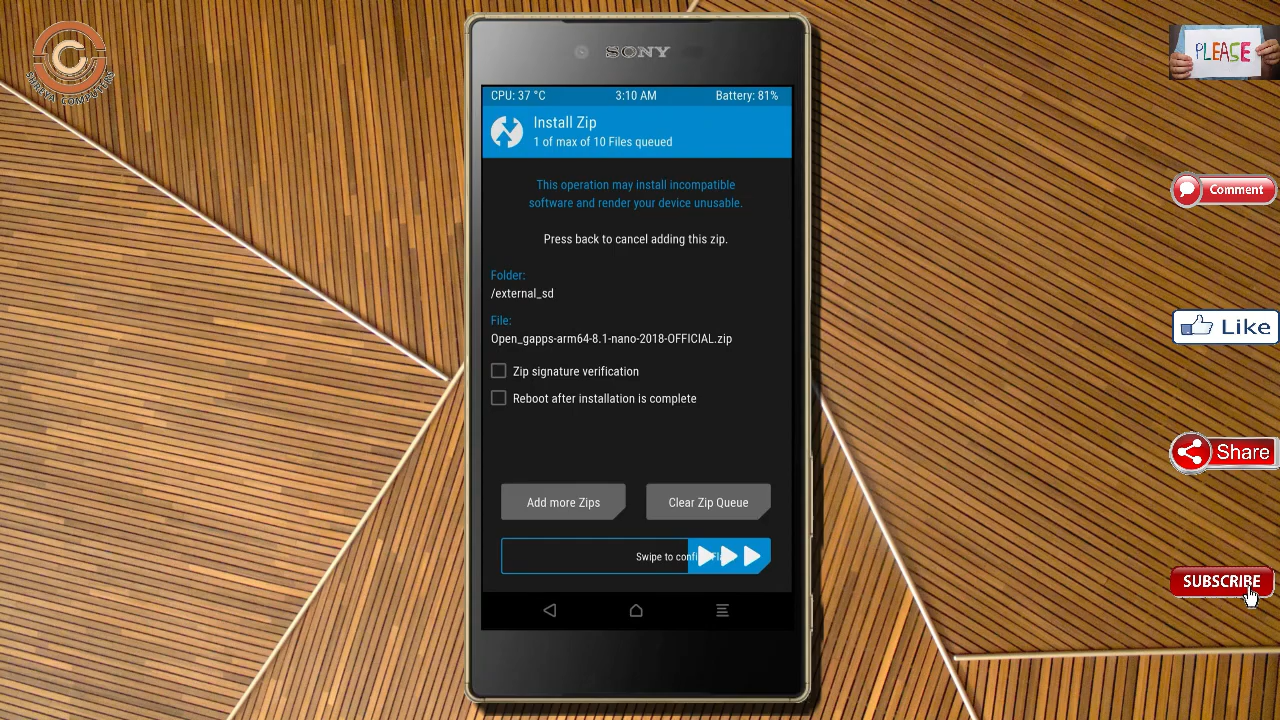 SHREYA COMPUTERS
PLEASE
SONY
CPU: 37 °C 3:10 AM Battery: 81%
Install Zip
1 of max of 10 Files queued
This operation may install incompatible
software and render your device unusable.
Press back to cancel adding this zip.
Folder:
/external_sd
File:
Open_gapps-arm64-8.1-nano-2018-OFFICIAL.zip
Zip signature verification
Reboot after installation is complete
Add more Zips Clear Zip Queue
Swipe to confi
Comment
Like
Share
SUBSCRIBE